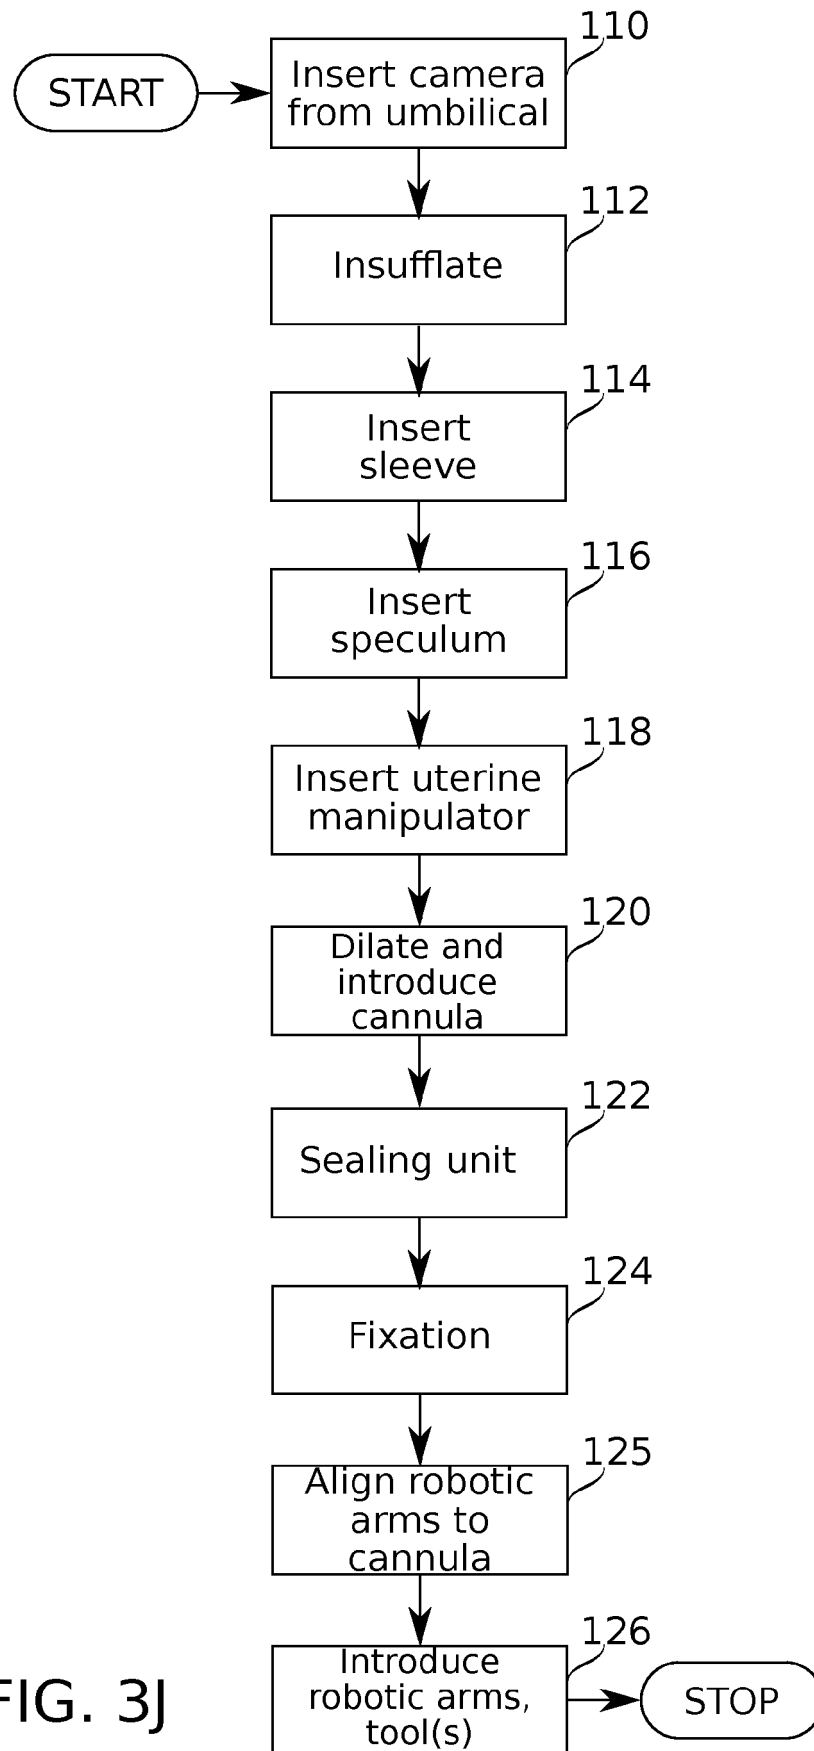 110
START
Insert camera
from umbilical
112
Insufflate
114
Insert
sleeve
116
Insert
speculum
118
Insert uterine
manipulator
120
Dilate and
introduce
cannula
122
Sealing unit
124
Fixation
125
Align robotic
arms to
cannula
126
Introduce
robotic arms,
tool(s)
STOP
FIG. 3J